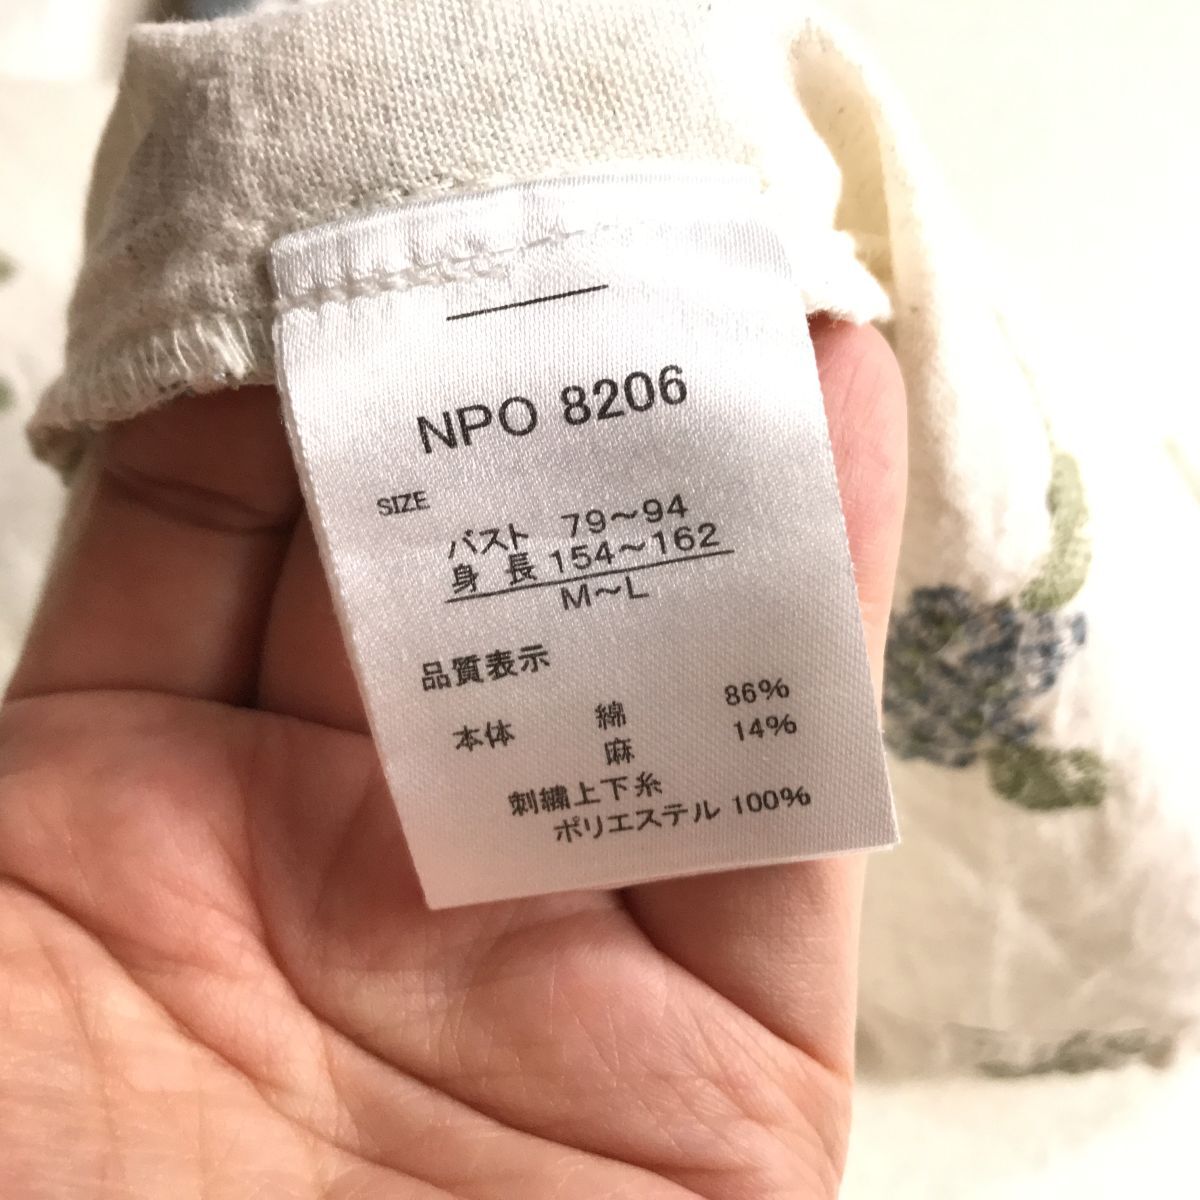 NPO 8206
SIZE
バスト 79～94
身長 154～162
M～L
品質表示
本体 綿 86%
麻 14%
刺繍上下糸
ポリエステル 100%